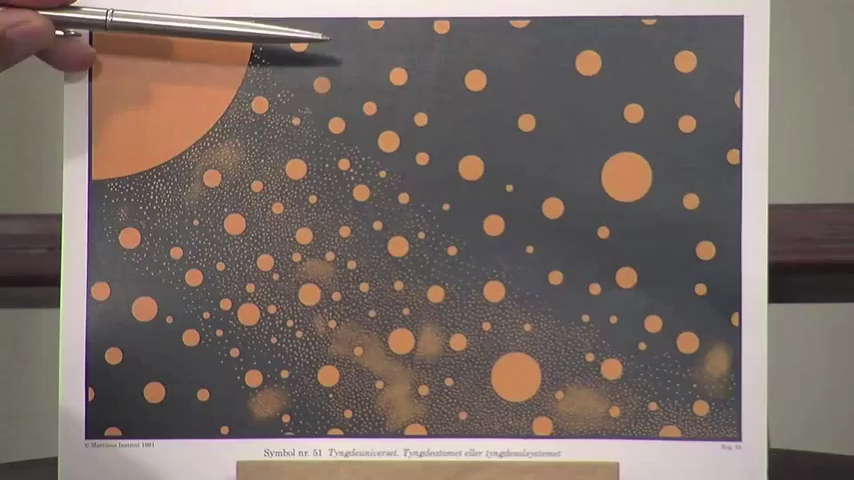 © Martinus Institut 1981
Symbol nr. 51 Tyngdeuniverset. Tyngdeatomet eller tyngdesolsystemet